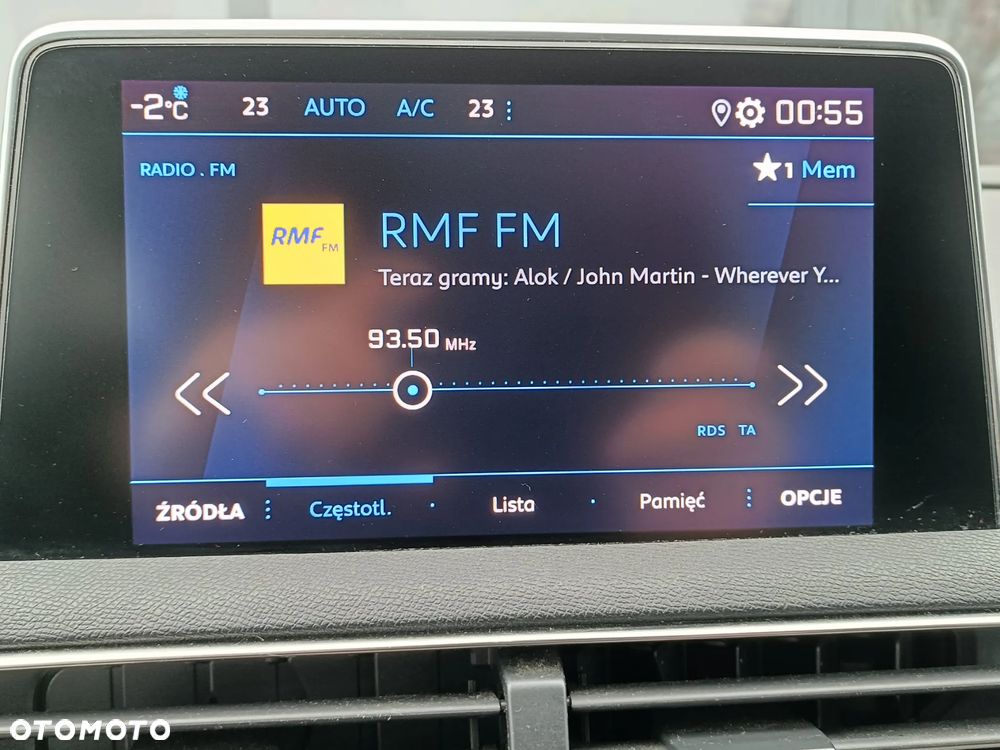 -2°C 23 AUTO A/C 23 00:55
RADIO . FM
1 Mem
RMF FM
RMF FM
Teraz gramy: Alok / John Martin - Wherever Y...
93.50 MHz
RDS TA
ŹRÓDŁA Częstotl. Lista Pamięć OPCJE
OTOMOTO